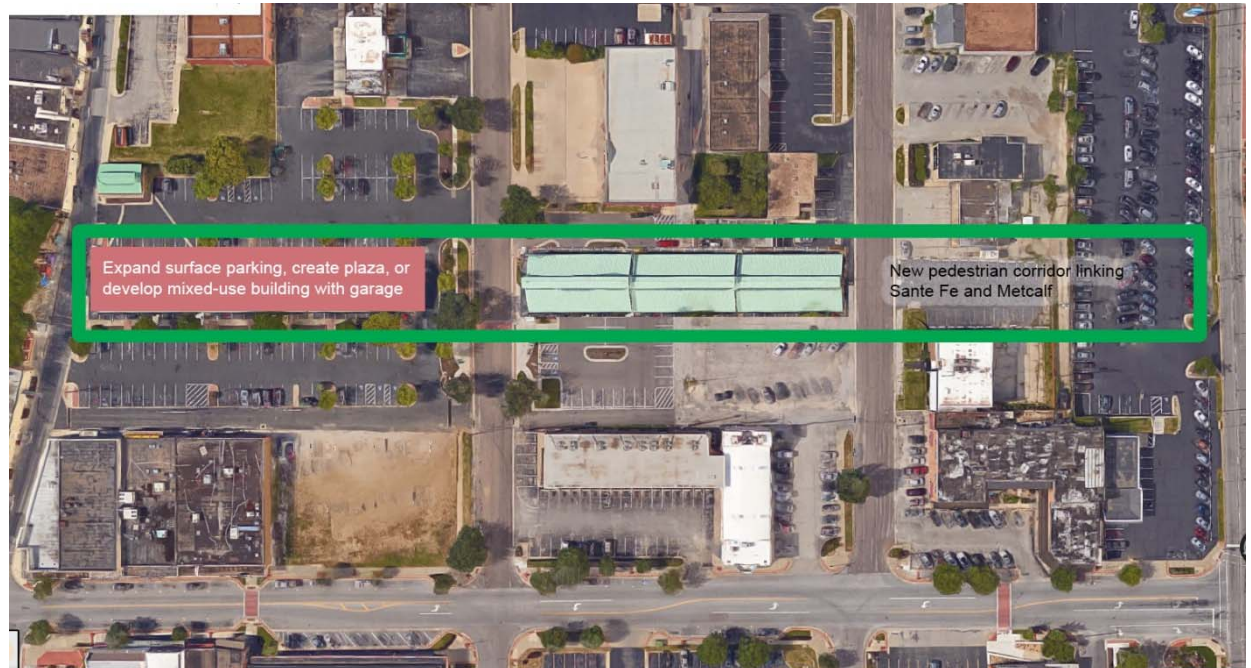 Expand surface parking, create plaza, or
develop mixed-use building with garage
New pedestrian corridor linking
Sante Fe and Metcalf